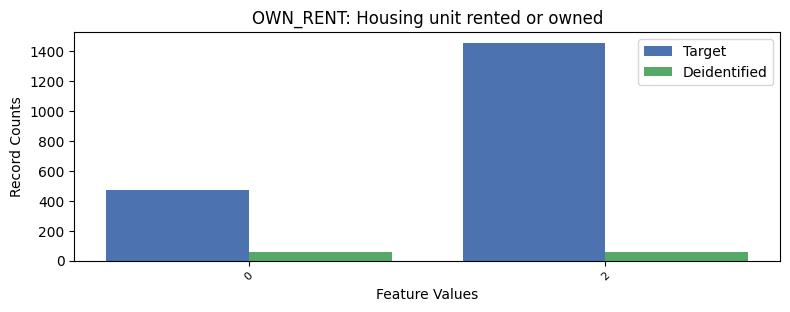 OWN_RENT: Housing unit rented or owned
Target
Deidentified
Record Counts
1400
1200
1000
800
600
400
200
0
0
2
Feature Values